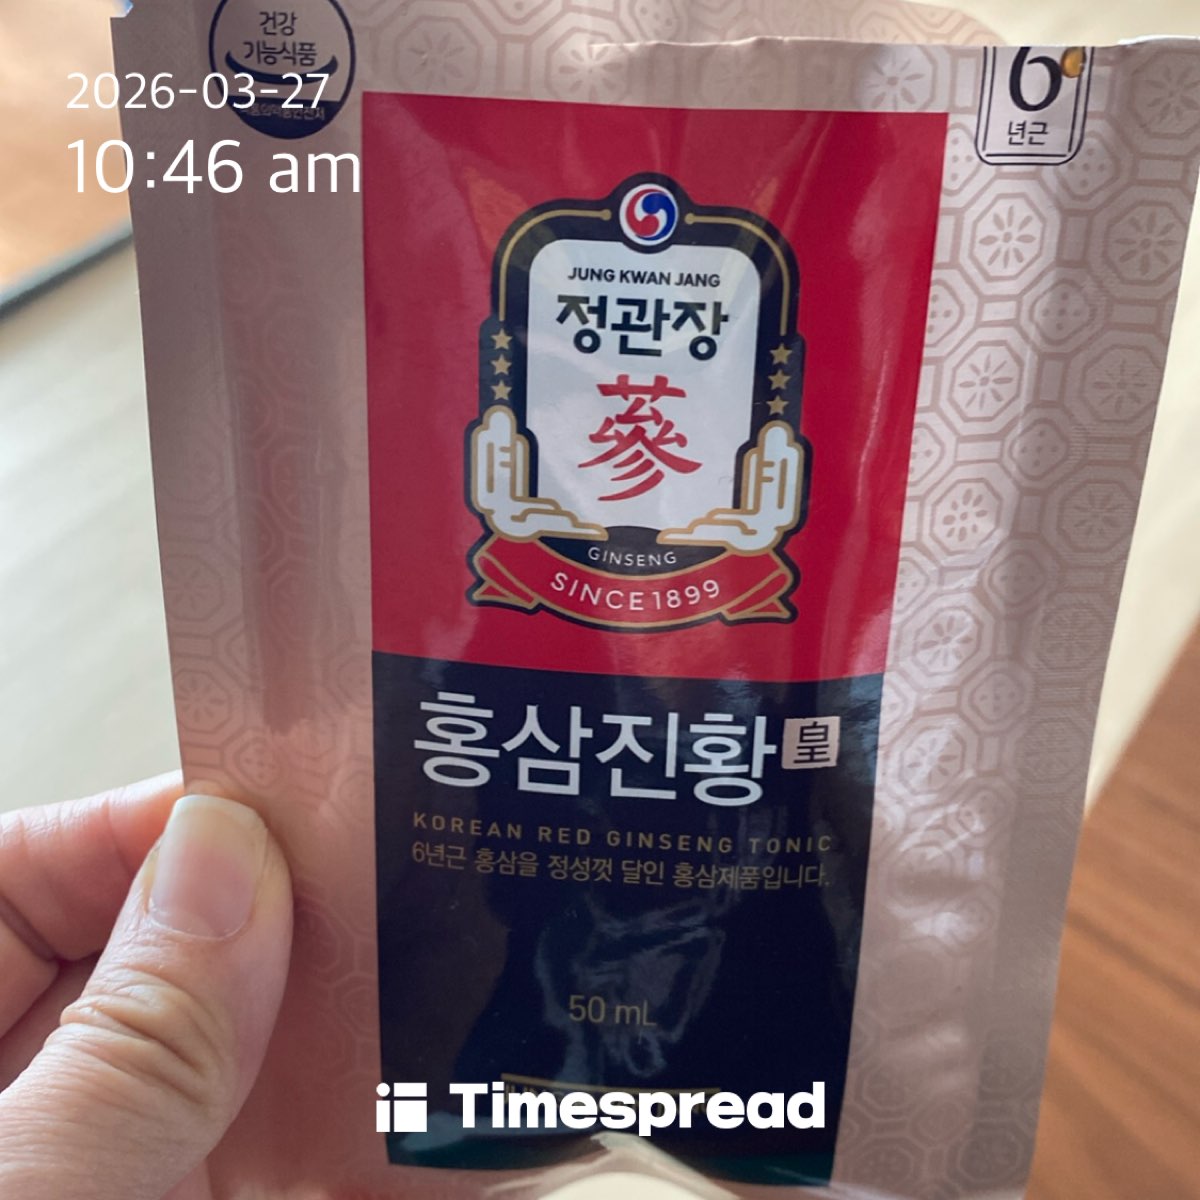 건강
기능식품
2026-03-27
10:46 am
6
년근
JUNG KWAN JANG
정관장
蔘
GINSENG
SINCE 1899
홍삼진황 皇
KOREAN RED GINSENG TONIC
6년근 홍삼을 정성껏 달인 홍삼제품입니다.
50 mL
Timespread